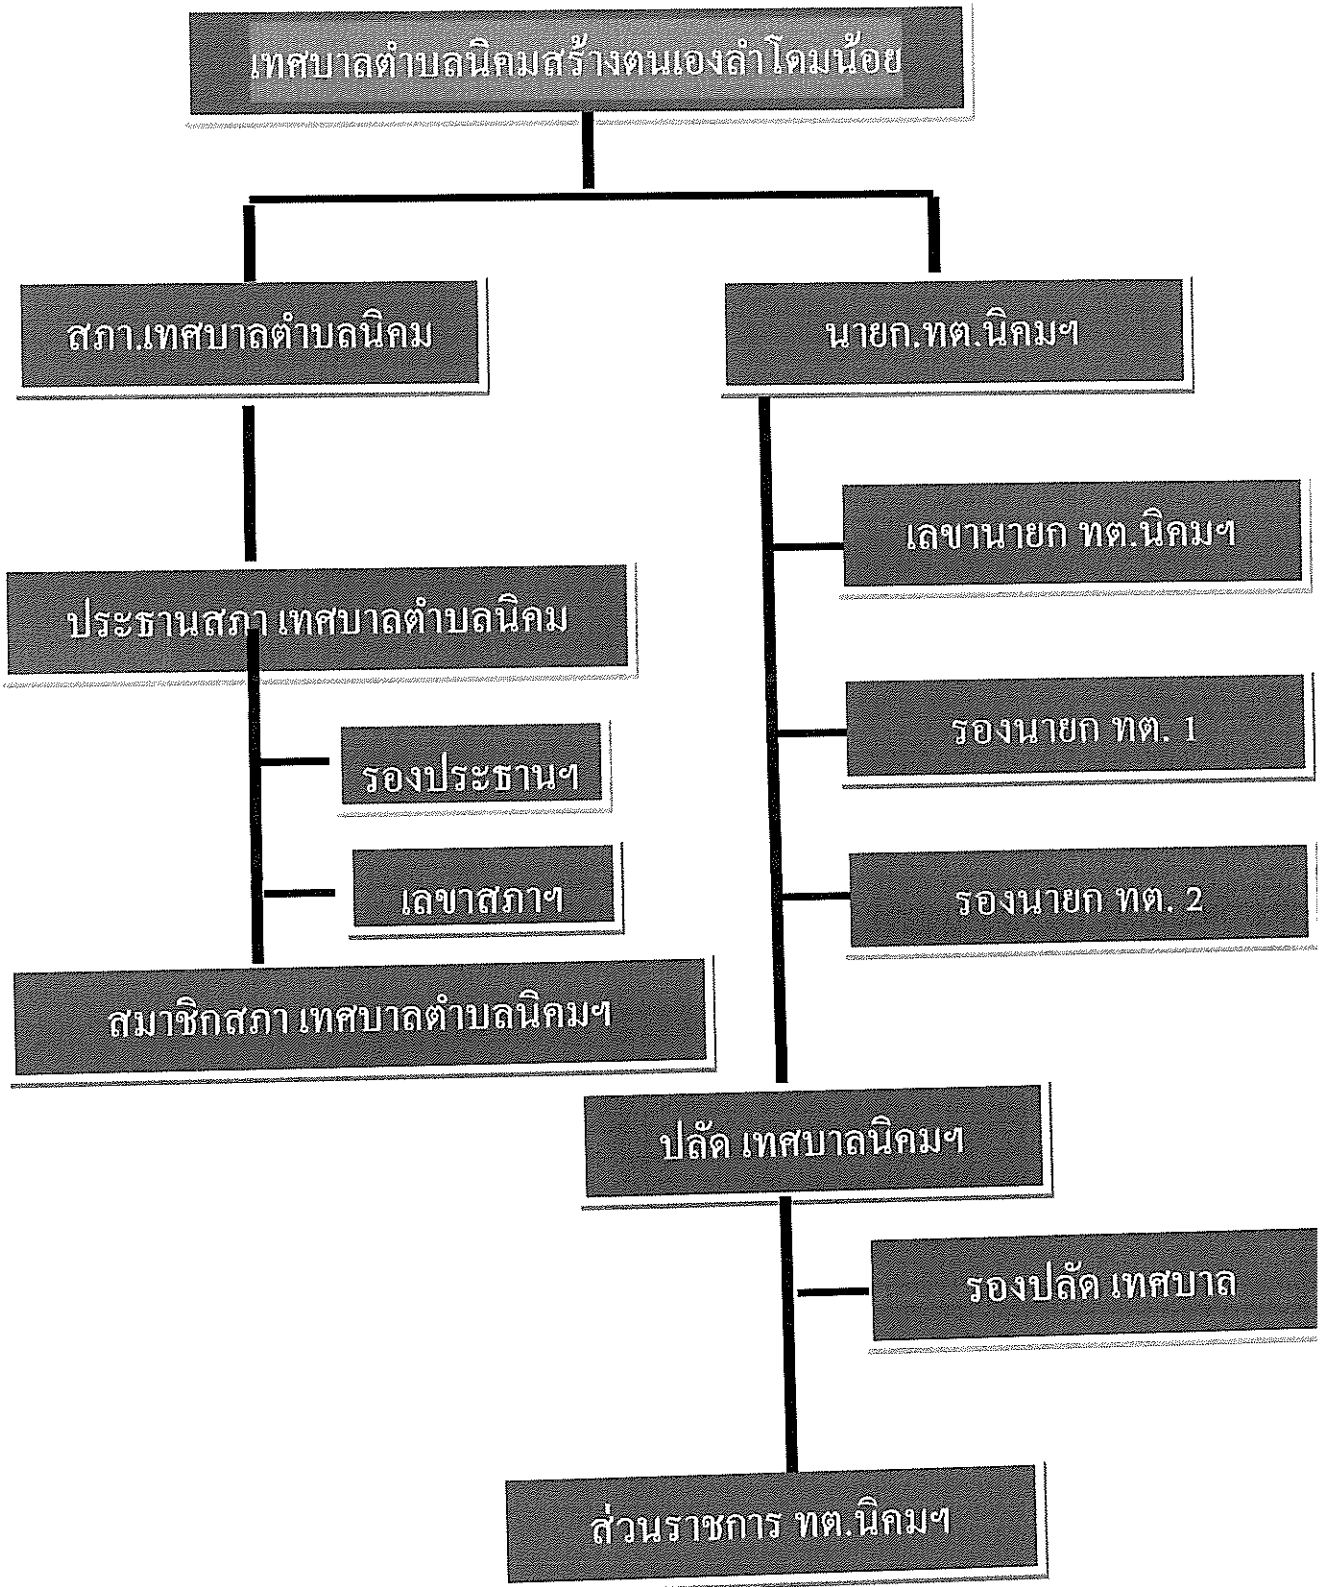 เทศบาลตำบลนิคมสร้างตนเองลำโดมน้อย
สภา.เทศบาลตำบลนิคม
นายก.ทต.นิคมฯ
เลขานายก ทต.นิคมฯ
ประธานสภา เทศบาลตำบลนิคม
รองนายก ทต. 1
รองประธานฯ
เลขาสภาฯ
รองนายก ทต. 2
สมาชิกสภา เทศบาลตำบลนิคมฯ
ปลัด เทศบาลนิคมฯ
รองปลัด เทศบาล
ส่วนราชการ ทต.นิคมฯ